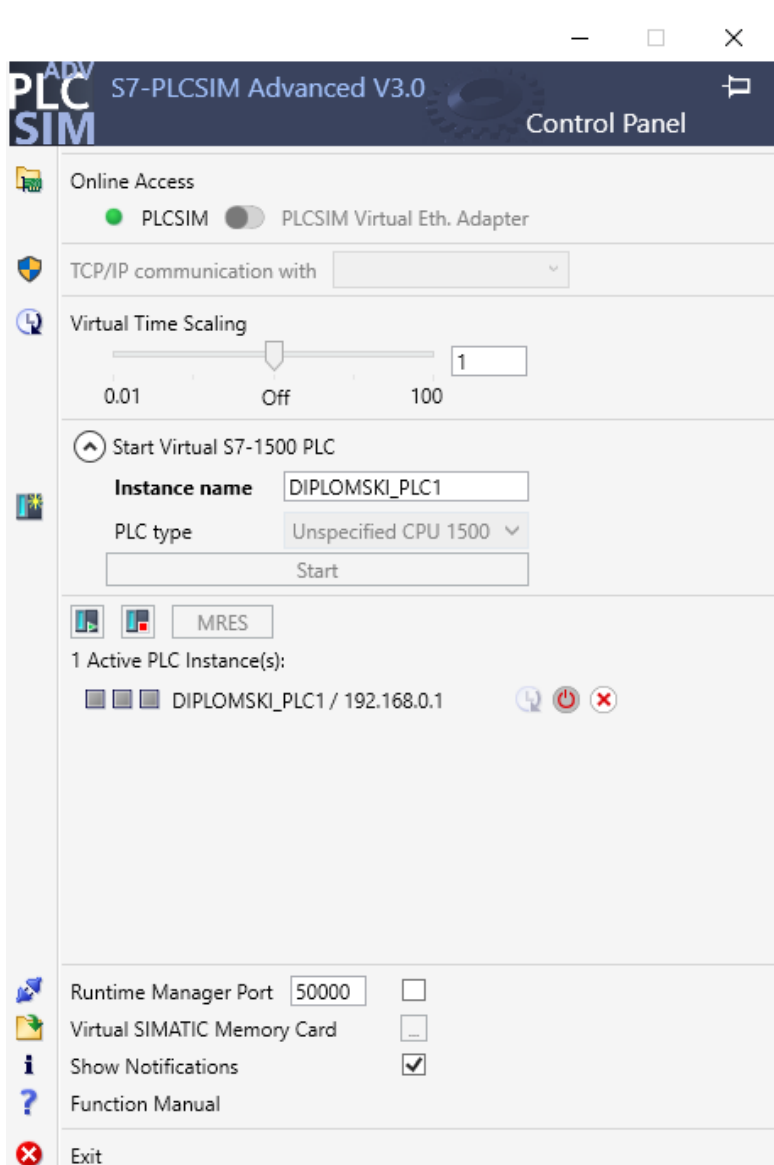 ADV
PLC
SIM
S7-PLCSIM Advanced V3.0
Control Panel
Online Access
PLCSIM PLCSIM Virtual Eth. Adapter
TCP/IP communication with
Virtual Time Scaling
1
0.01 Off 100
Start Virtual S7-1500 PLC
Instance name DIPLOMSKI_PLC1
PLC type Unspecified CPU 1500
Start
MRES
1 Active PLC Instance(s):
DIPLOMSKI_PLC1 / 192.168.0.1
Runtime Manager Port 50000
Virtual SIMATIC Memory Card ...
Show Notifications
Function Manual
Exit